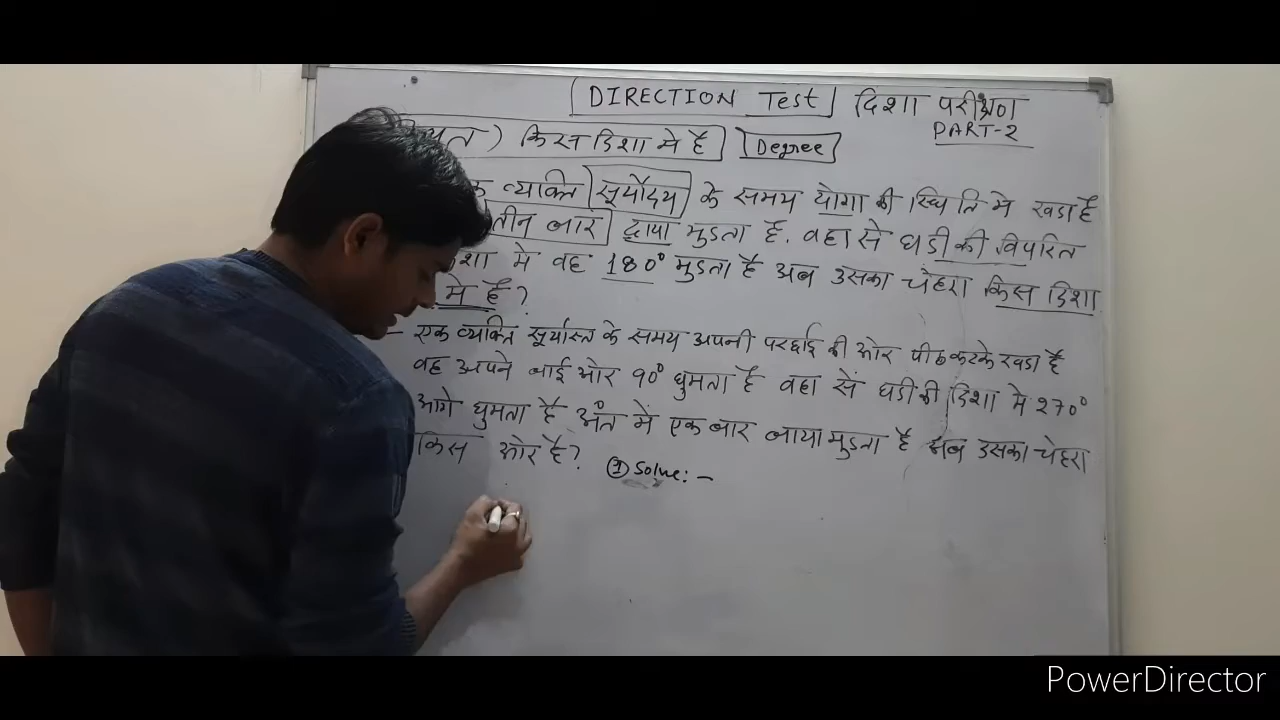 DIRECTION Test दिशा परीक्षण
PART-2
) किस दिशा मे है Degree
व्यक्ति सूर्योदय के समय योगा की स्थिति मे खडा है
तीन बार द्वाया मुडता है. वहा से घडी की विपरित
मे वह 180° मुडता है अब उसका चेहरा किस दिशा
मे है?
एक व्यक्ति सूर्यास्त के समय अपनी परछाई की ओर पीठ करके खडा है
वह अपने बाई ओर ९०° घुमता है वहा सें घडी की दिशा मे 270°
आगे घुमता है अंत में एक बार बाया मुडता है अब उसका चेहरा
किस ओर है? ① Solve:-
PowerDirector